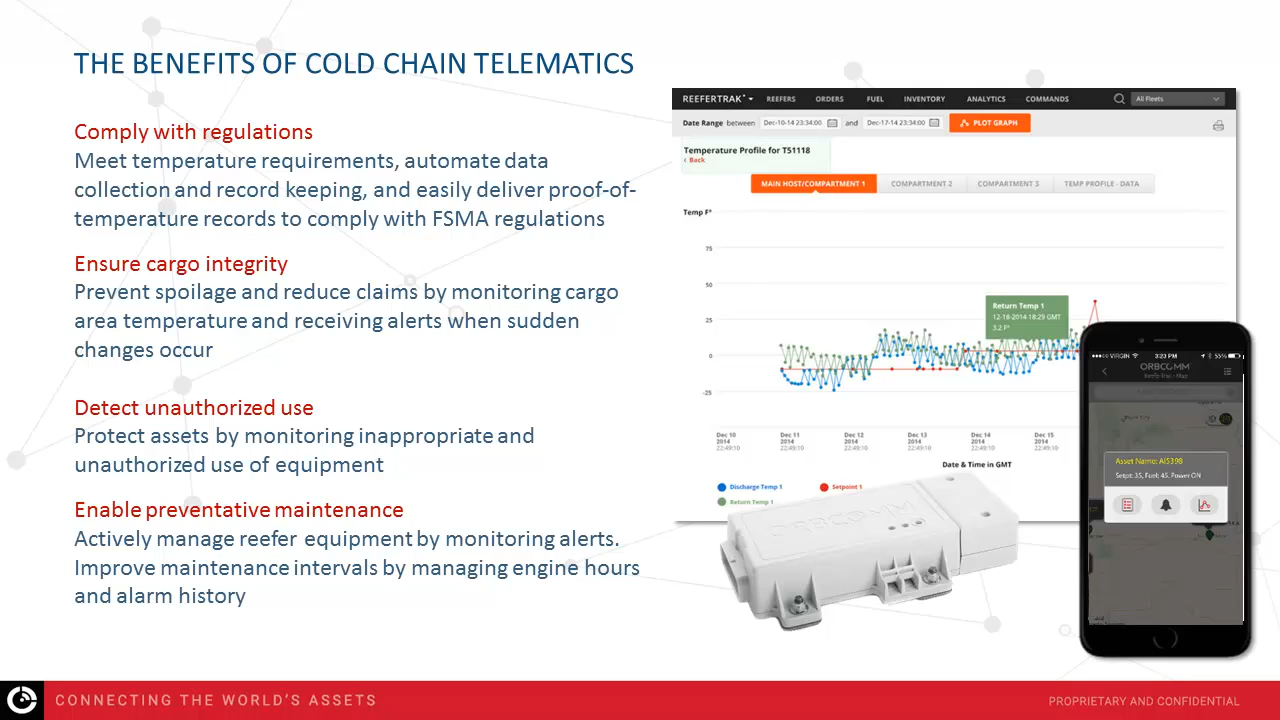 THE BENEFITS OF COLD CHAIN TELEMATICS
Comply with regulations
Meet temperature requirements, automate data
collection and record keeping, and easily deliver proof-of-
temperature records to comply with FSMA regulations
Ensure cargo integrity
Prevent spoilage and reduce claims by monitoring cargo
area temperature and receiving alerts when sudden
changes occur
Detect unauthorized use
Protect assets by monitoring inappropriate and
unauthorized use of equipment
Enable preventative maintenance
Actively manage reefer equipment by monitoring alerts.
Improve maintenance intervals by managing engine hours
and alarm history
REEFERTRAK REEFERS ORDERS FUEL INVENTORY ANALYTICS COMMANDS All Fleets
Date Range between Dec-10-14 23:34:00 and Dec-17-14 23:34:00 PLOT GRAPH
Temperature Profile for T51118
‹ Back
MAIN HOST/COMPARTMENT 1 COMPARTMENT 2 COMPARTMENT 3 TEMP PROFILE - DATA
Temp F°
75
50
25
0
-25
Return Temp 1
12-18-2014 18:29 GMT
3.2 F°
Dec 10 Dec 11 Dec 12 Dec 13 Dec 14 Dec 15
2014 2014 2014 2014 2014 2014
22:49:10 22:49:10 22:49:10 22:49:10 22:49:10 22:49:10
Date & Time in GMT
Discharge Temp 1 Setpoint 1
Return Temp 1
ORBCOMM
VIRGIN 3:23 PM 55%
ORBCOMM
Asset Name: AI5398
Setpt: 35, Fuel: 45, Power ON
CONNECTING THE WORLD'S ASSETS
PROPRIETARY AND CONFIDENTIAL